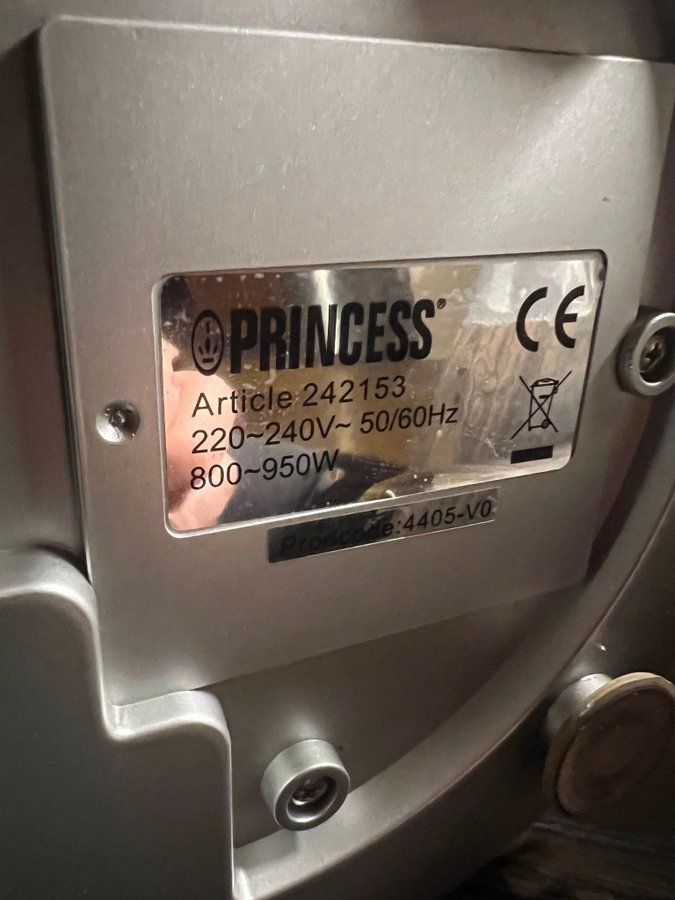 PRINCESS®
CE
Article 242153
220~240V~ 50/60Hz
800~950W
Prodcode:4405-V0